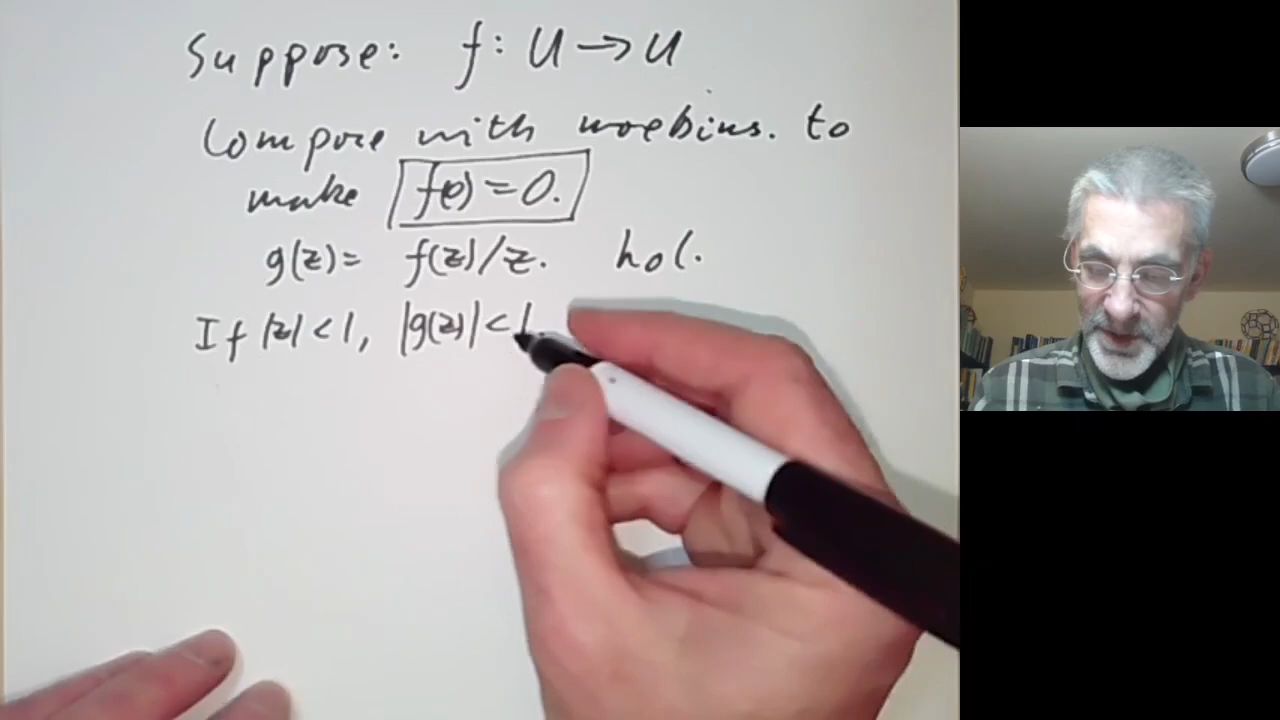 Suppose: f: U → U
Compose with moebius. to
make f(0) = 0.
g(z) = f(z)/z. hol.
If |z| < 1, |g(z)| < 1.